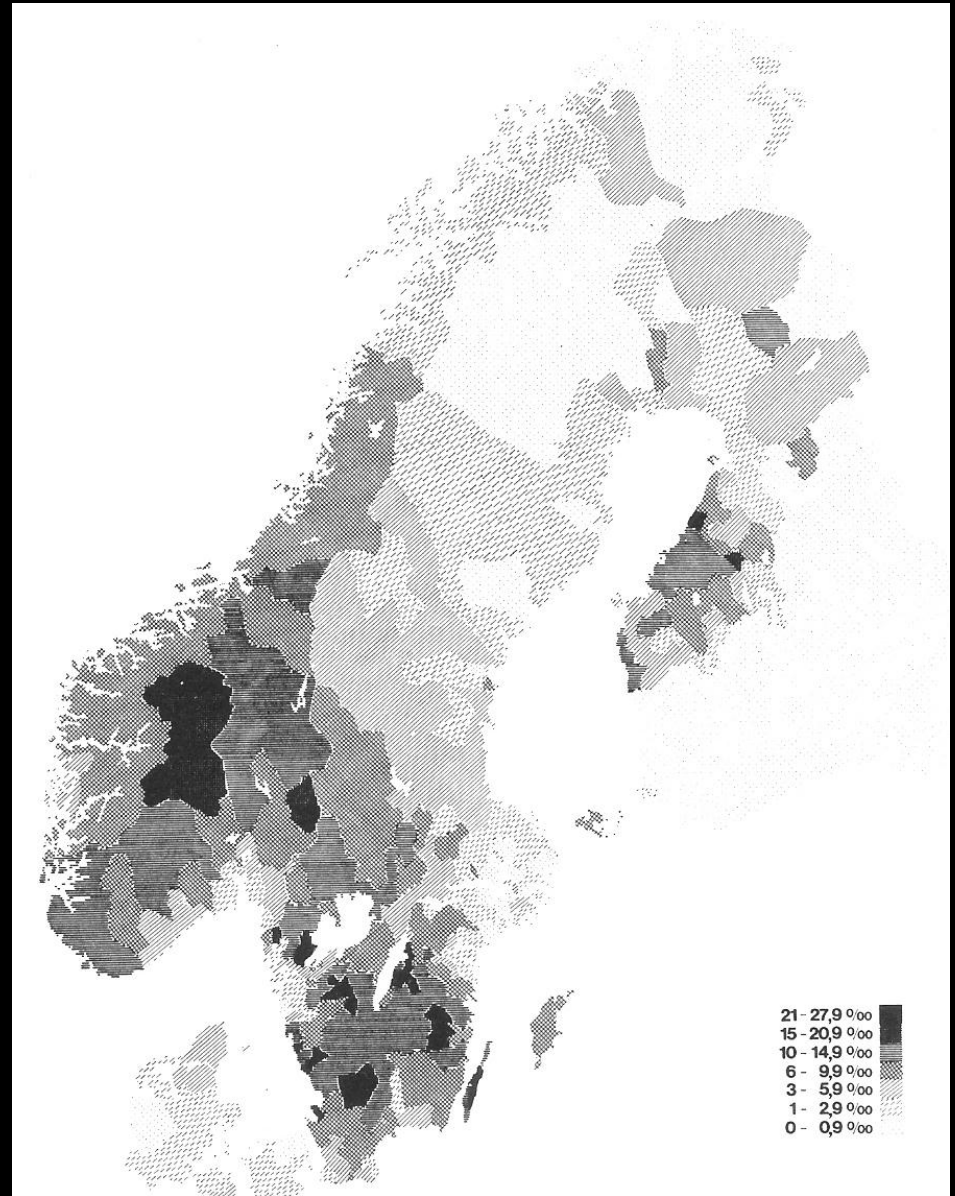 21 - 27,9 ‰
15 - 20,9 ‰
10 - 14,9 ‰
6 - 9,9 ‰
3 - 5,9 ‰
1 - 2,9 ‰
0 - 0,9 ‰